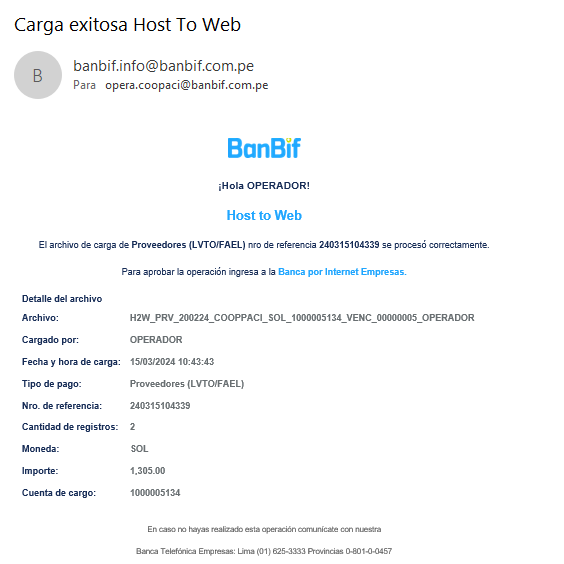 Carga exitosa Host To Web
B
banbif.info@banbif.com.pe
Para opera.coopaci@banbif.com.pe
BanBif
¡Hola OPERADOR!
Host to Web
El archivo de carga de Proveedores (LVTO/FAEL) nro de referencia 240315104339 se procesó correctamente.
Para aprobar la operación ingresa a la Banca por Internet Empresas.
Detalle del archivo
Archivo: H2W_PRV_200224_COOPPACI_SOL_1000005134_VENC_00000005_OPERADOR
Cargado por: OPERADOR
Fecha y hora de carga: 15/03/2024 10:43:43
Tipo de pago: Proveedores (LVTO/FAEL)
Nro. de referencia: 240315104339
Cantidad de registros: 2
Moneda: SOL
Importe: 1,305.00
Cuenta de cargo: 1000005134
En caso no hayas realizado esta operación comunícate con nuestra
Banca Telefónica Empresas: Lima (01) 625-3333 Provincias 0-801-0-0457